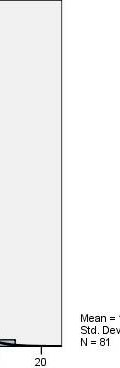 20
Mean =
Std. Dev
N = 81